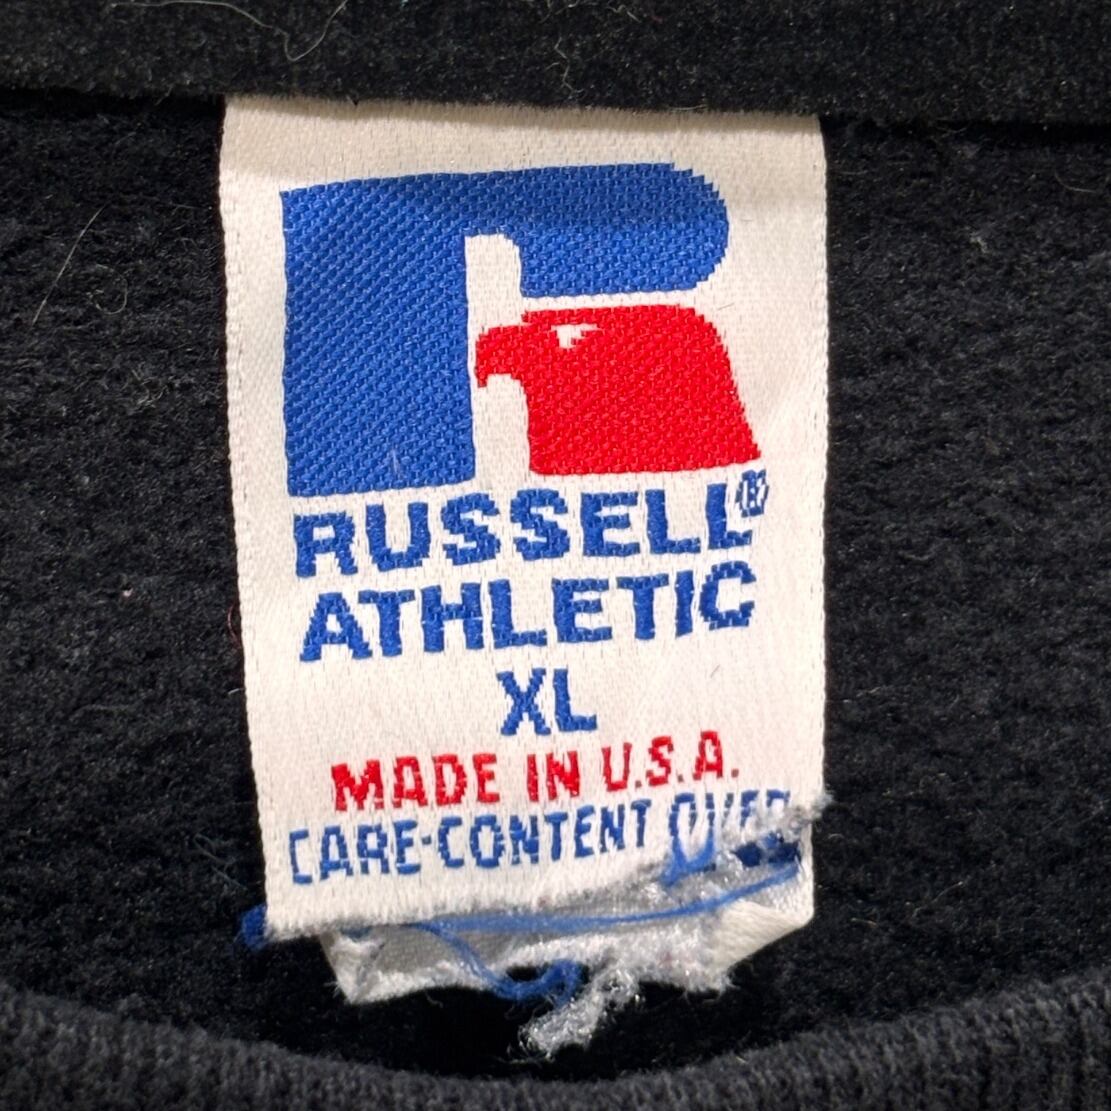 RUSSELL®
ATHLETIC
XL
MADE IN U.S.A.
CARE-CONTENT OVER